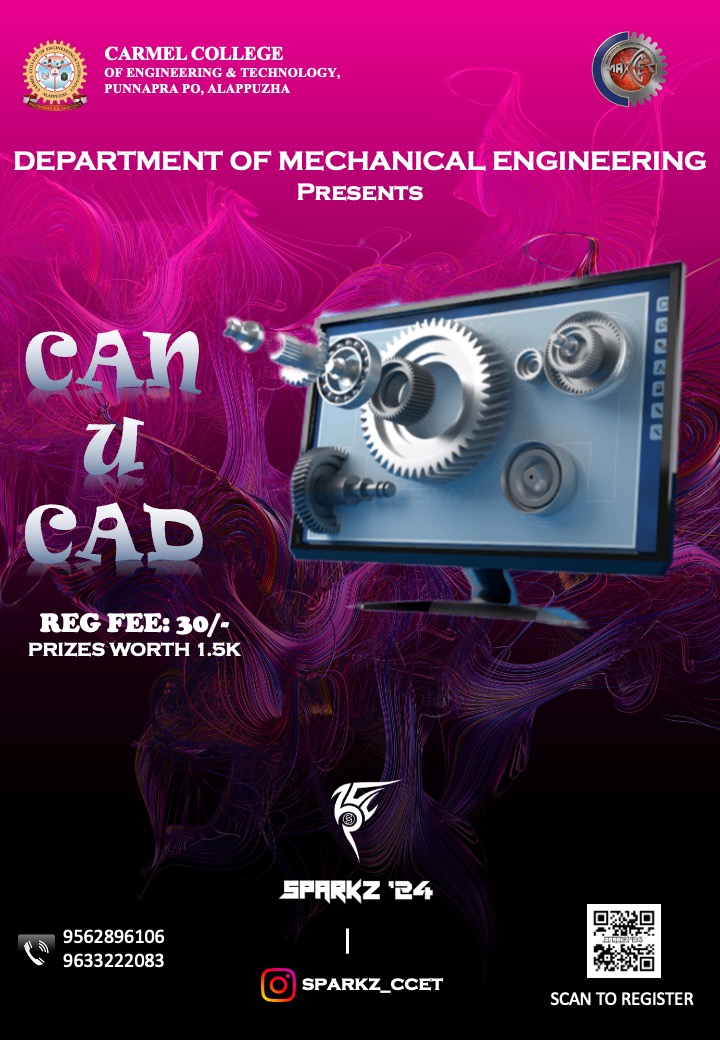 CARMEL COLLEGE
OF ENGINEERING & TECHNOLOGY,
PUNNAPRA PO, ALAPPUZHA
DEPARTMENT OF MECHANICAL ENGINEERING
PRESENTS
CAN
U
CAD
REG FEE: 30/-
PRIZES WORTH 1.5K
SPARKZ '24
|
SPARKZ_CCET
9562896106
9633222083
SCAN TO REGISTER